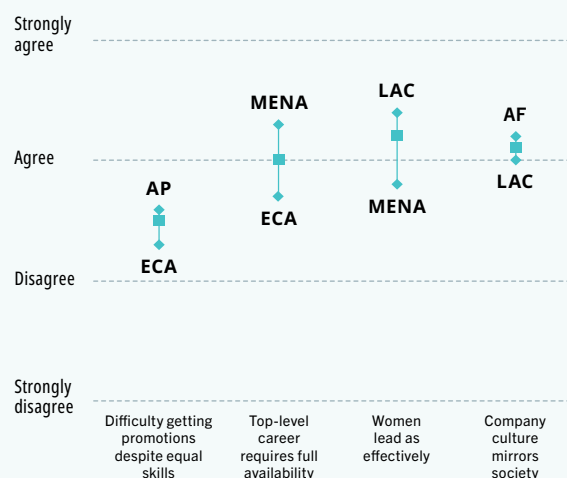 Strongly
agree
LAC
MENA
AF
Agree
AP
LAC
MENA
ECA
ECA
Disagree
Strongly
disagree
Difficulty getting
promotions
despite equal
skills
Top-level
career
requires full
availability
Women
lead as
effectively
Company
culture
mirrors
society